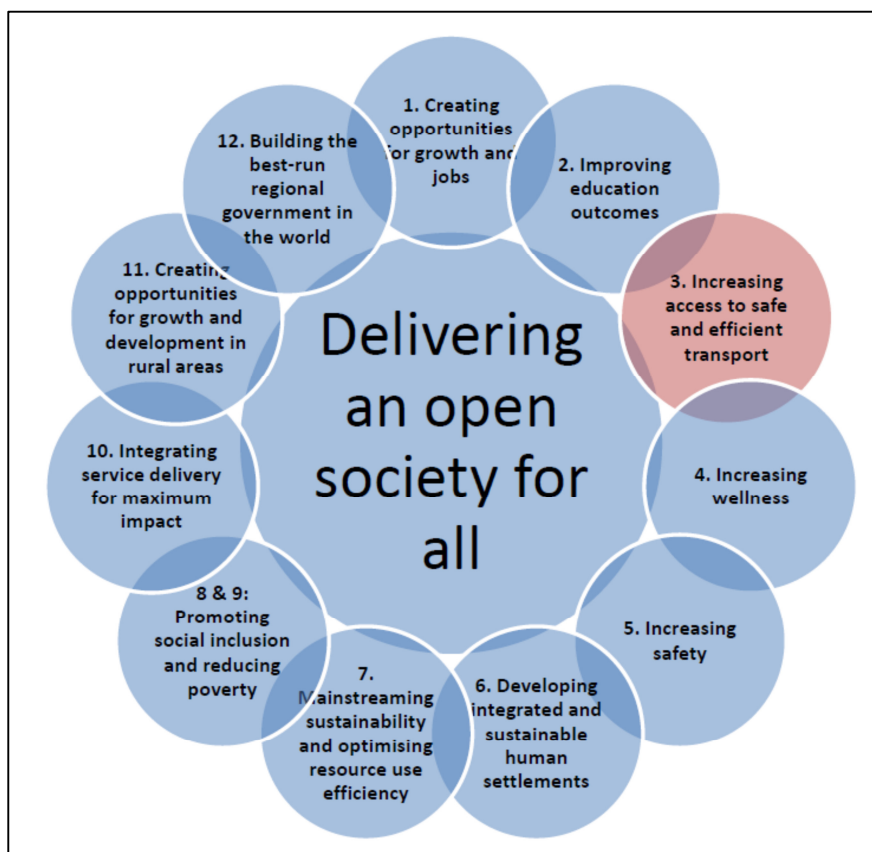 1. Creating
opportunities
for growth and
jobs
2. Improving
education
outcomes
3. Increasing
access to safe
and efficient
transport
4. Increasing
wellness
5. Increasing
safety
6. Developing
integrated and
sustainable
human
settlements
7.
Mainstreaming
sustainability
and optimising
resource use
efficiency
8 & 9:
Promoting
social inclusion
and reducing
poverty
10. Integrating
service delivery
for maximum
impact
11. Creating
opportunities
for growth and
development in
rural areas
12. Building the
best-run
regional
government in
the world
Delivering
an open
society for
all